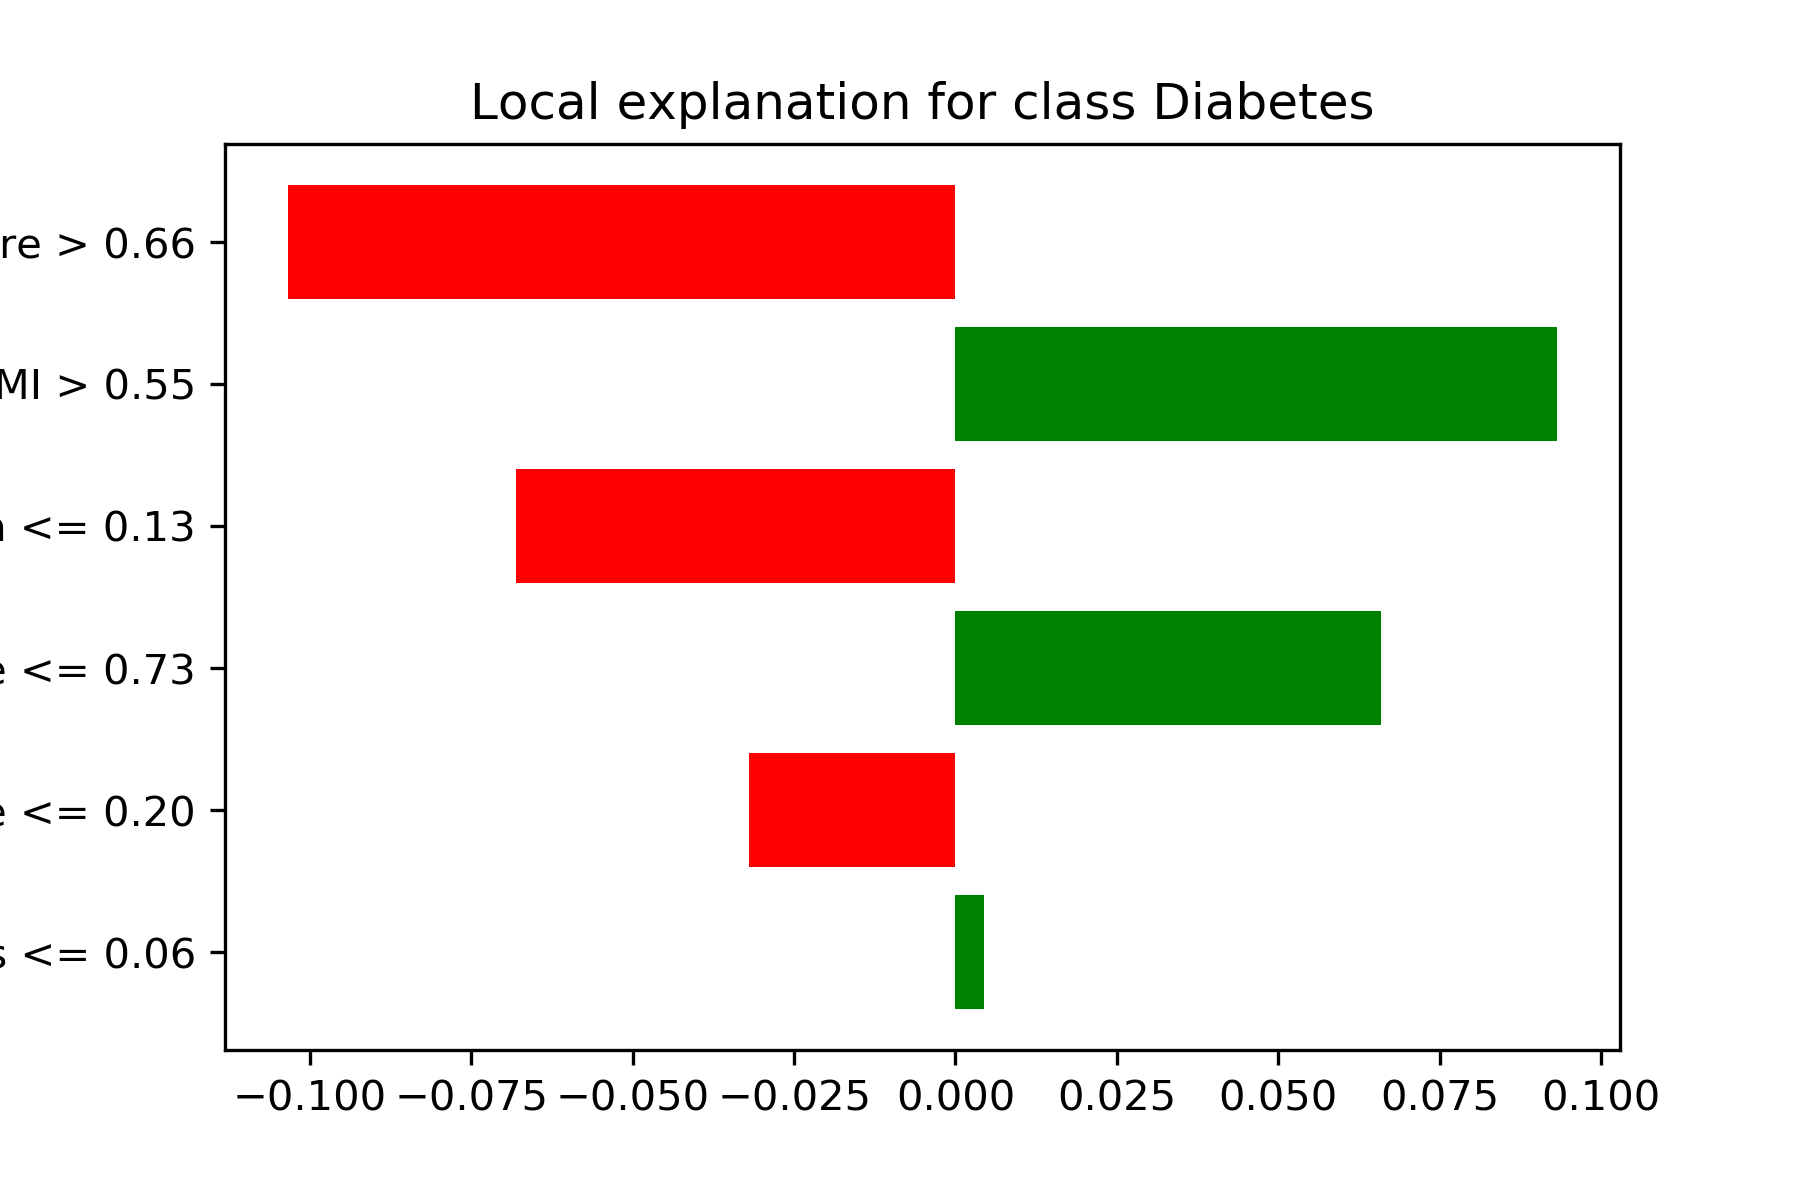 Local explanation for class Diabetes
re > 0.66
MI > 0.55
<= 0.13
e <= 0.73
e <= 0.20
s <= 0.06
−0.100 −0.075 −0.050 −0.025 0.000 0.025 0.050 0.075 0.100